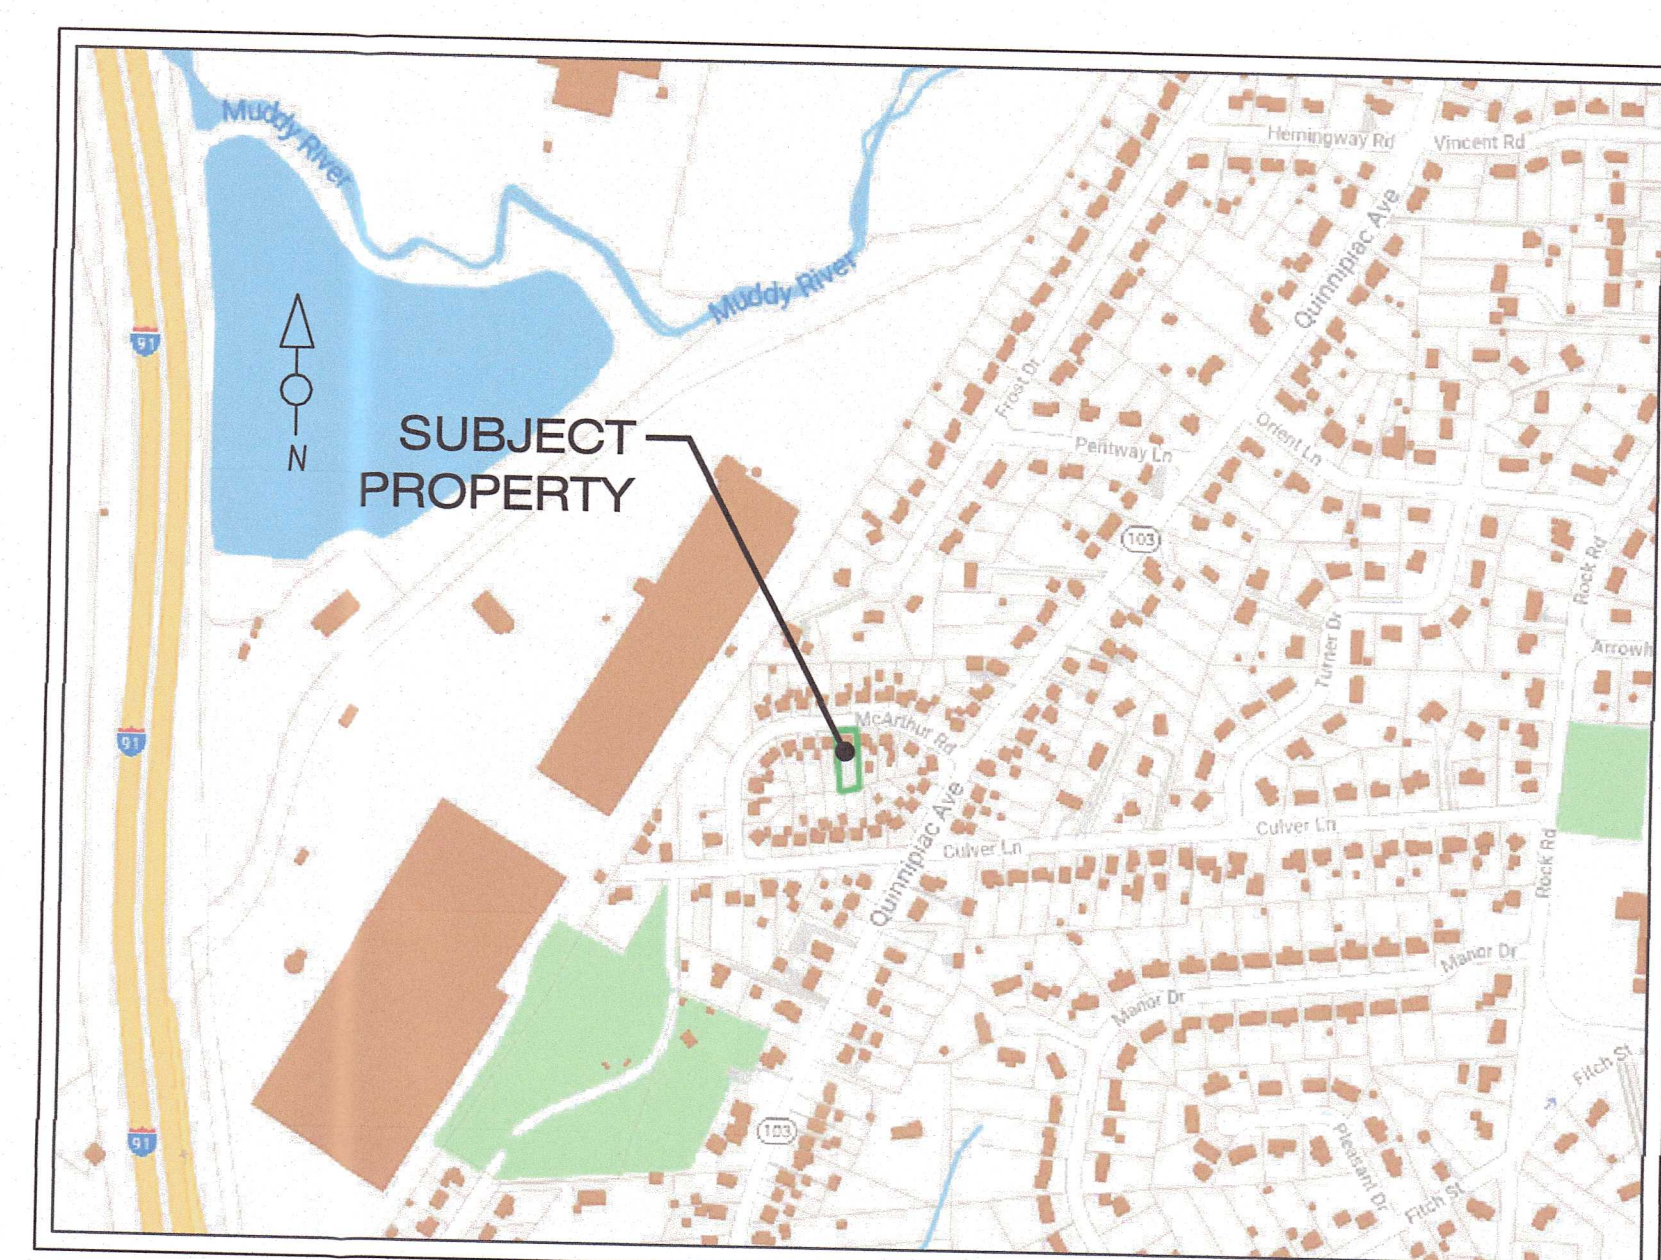 Muddy River
Hemingway Rd
Vincent Rd
Quinnipiac Ave
Muddy River
91
N
SUBJECT
PROPERTY
Frost Dr
Pentway Ln
Orient Ln
103
Rock Rd
Turner Dr
Arrowh
McArthur Rd
91
Quinnipiac Ave
Culver Ln
Culver Ln
Rock Rd
Manor Dr
Manor Dr
Fitch St
103
91
Pleasant Dr
Fitch St